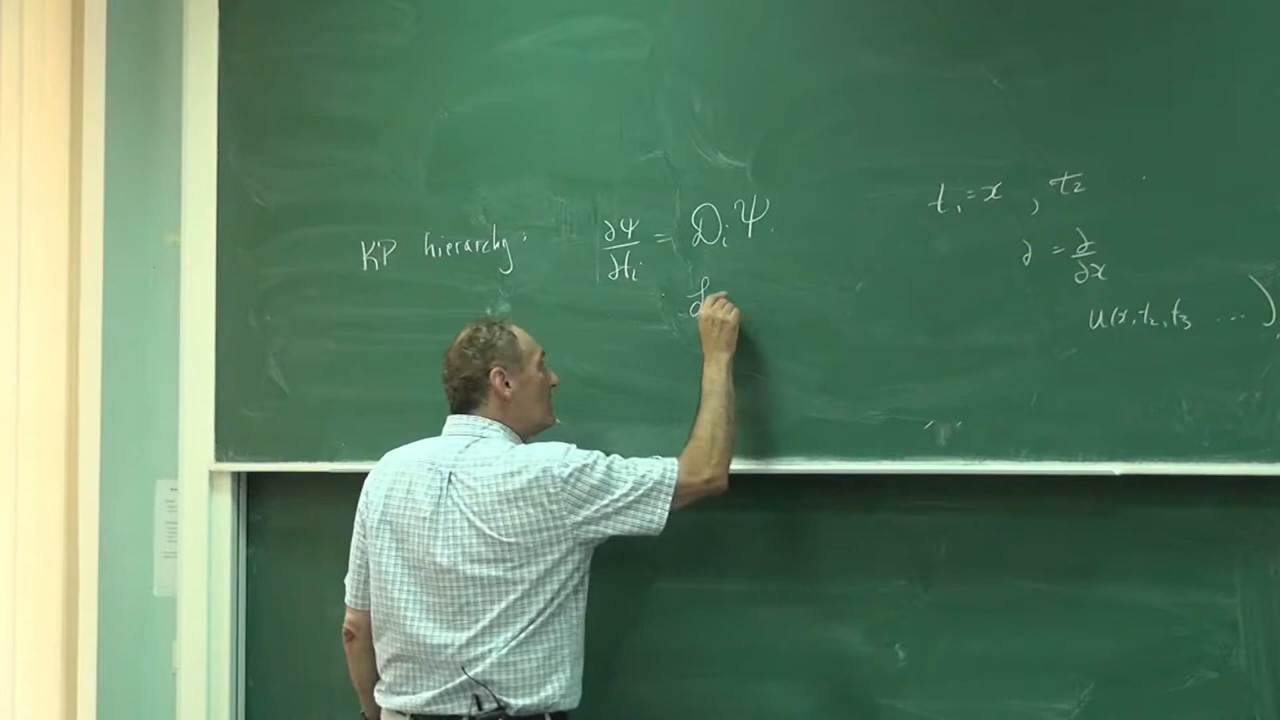 KP hierarchy: ∂Ψ/∂t_i = D_i Ψ.
L
t_1 = x , t_2 ...
∂ = ∂/∂x
u(x, t_2, t_3 ... )